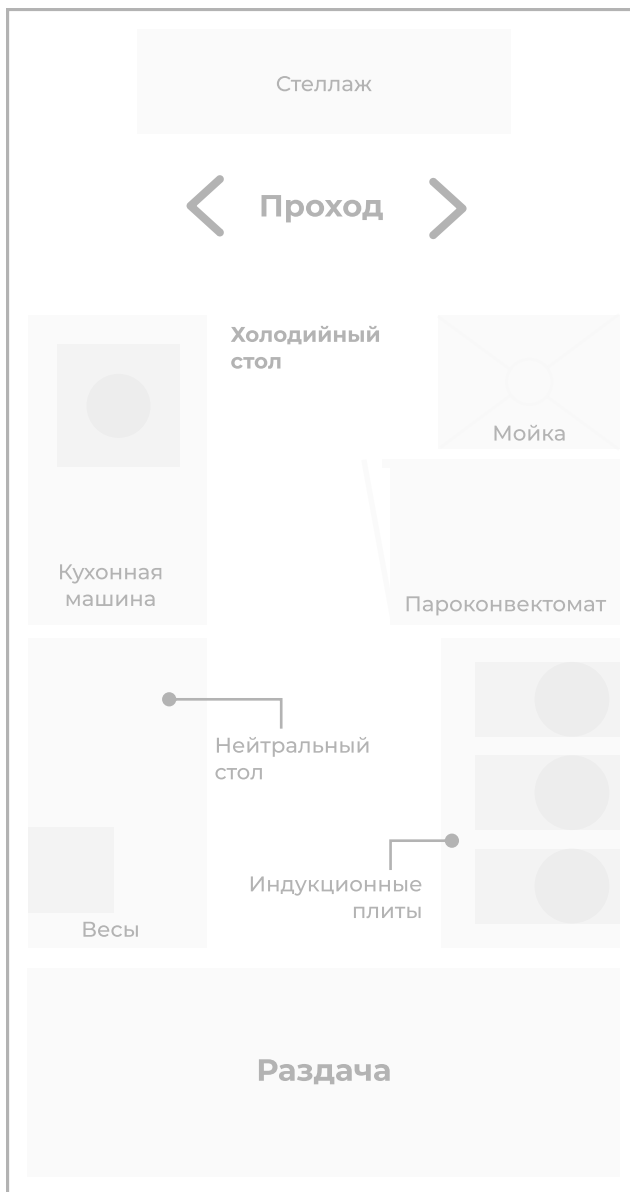 Стеллаж
Проход
Холодийный
стол
Мойка
Кухонная
машина
Пароконвектомат
Нейтральный
стол
Индукционные
плиты
Весы
Раздача